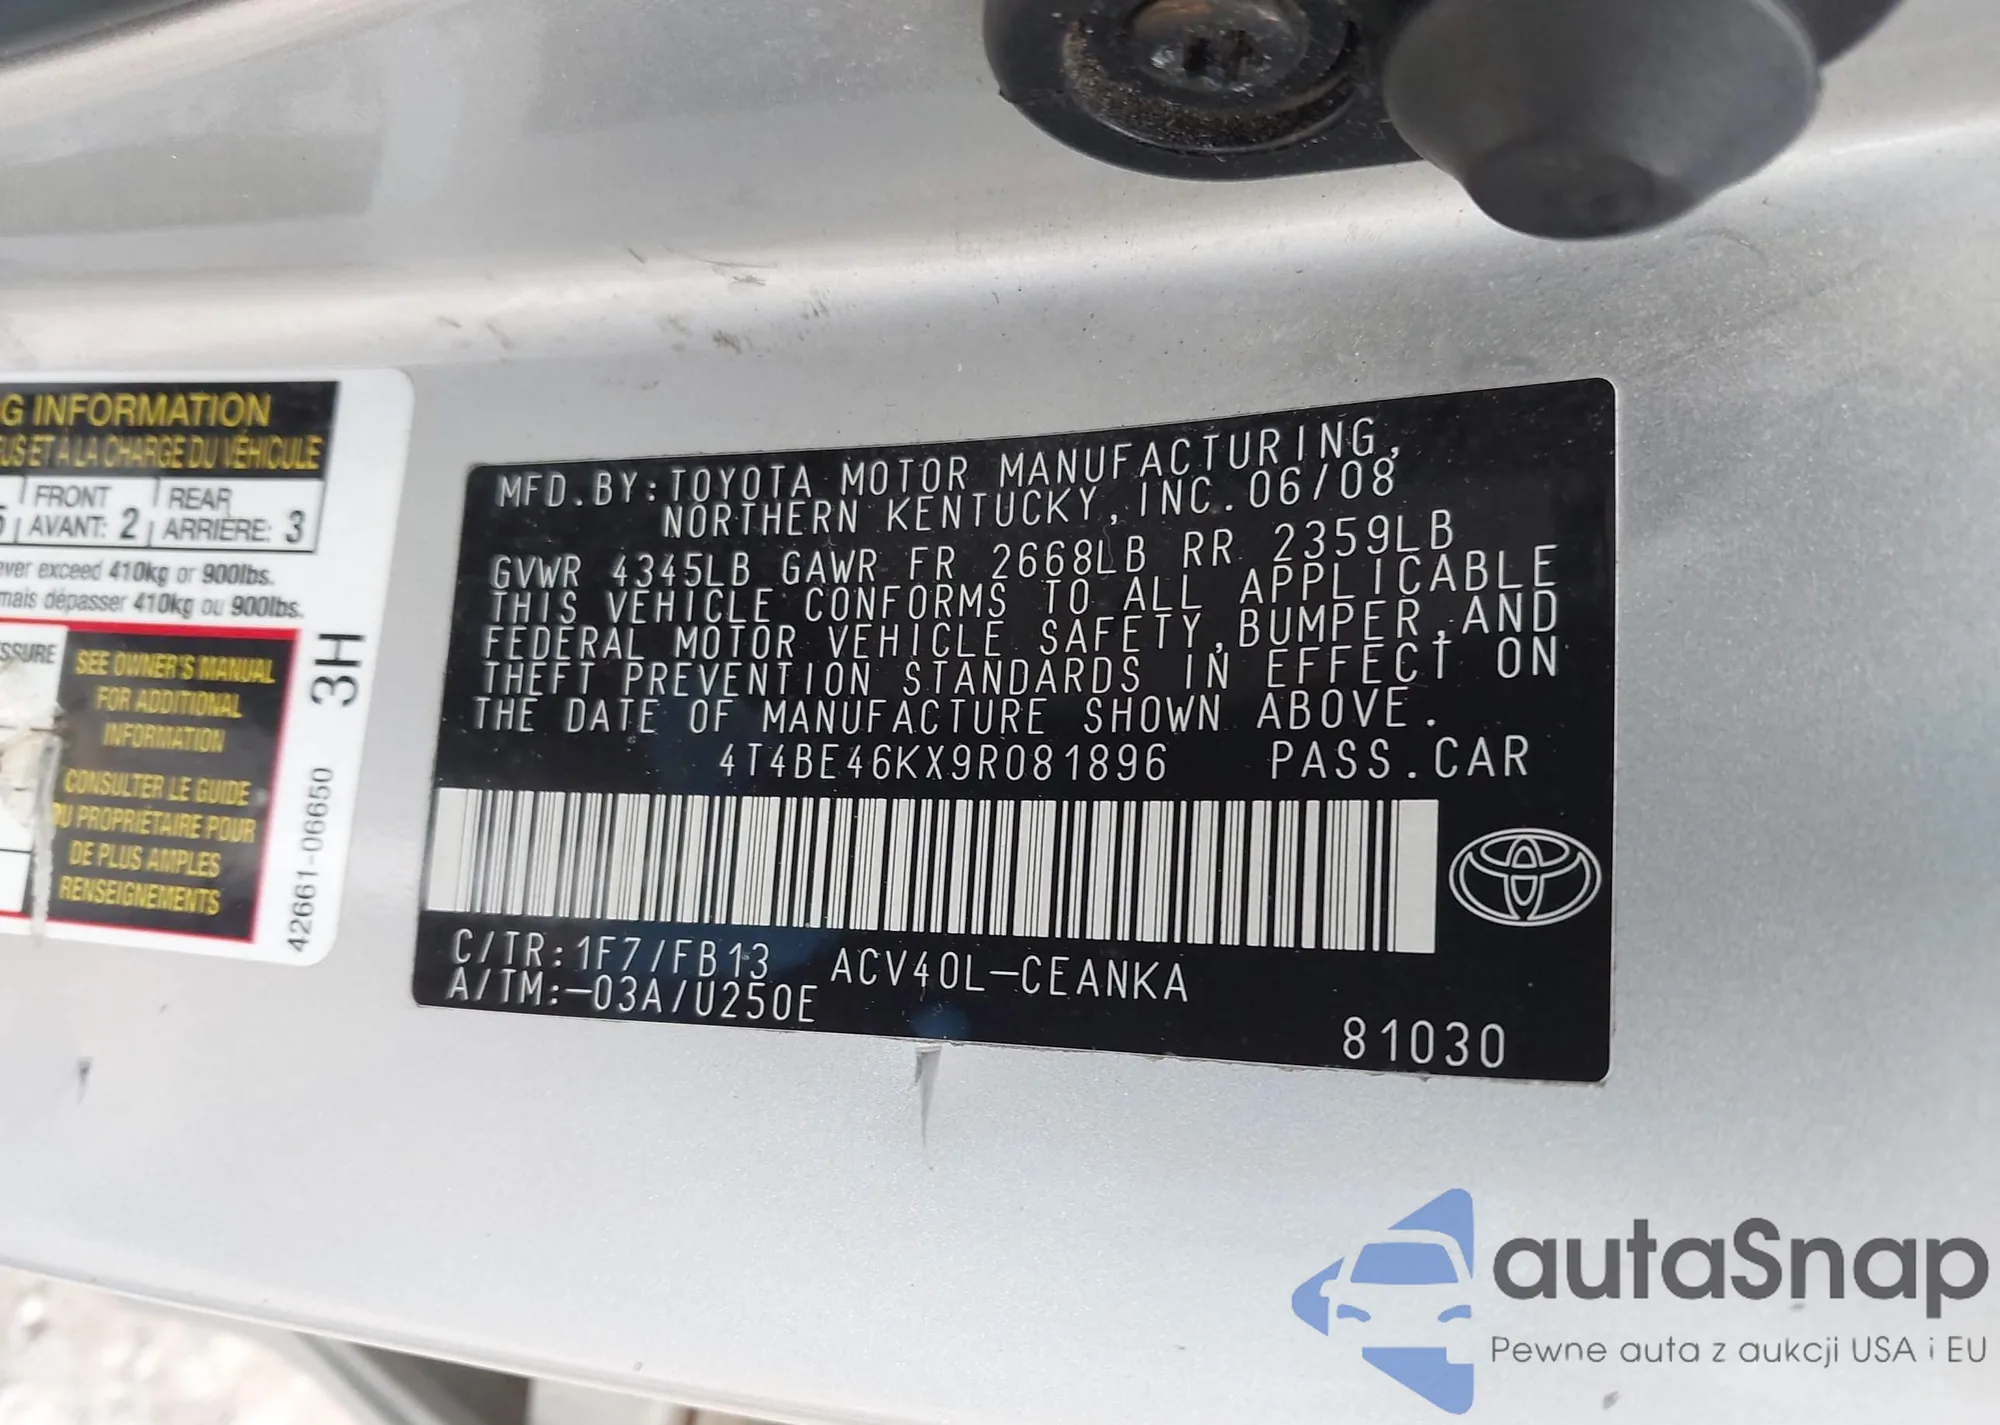 G INFORMATION
US ET À LA CHARGE DU VÉHICULE
FRONT
AVANT: 2
REAR
ARRIÈRE: 3
ever exceed 410kg or 900lbs.
mais dépasser 410kg ou 900lbs.
SSURE
SEE OWNER'S MANUAL
FOR ADDITIONAL
INFORMATION
CONSULTER LE GUIDE
DU PROPRIÉTAIRE POUR
DE PLUS AMPLES
RENSEIGNEMENTS
3H
42661-06650
MFD.BY:TOYOTA MOTOR MANUFACTURING,
NORTHERN KENTUCKY,INC.06/08
GVWR 4345LB GAWR FR 2668LB RR 2359LB
THIS VEHICLE CONFORMS TO ALL APPLICABLE
FEDERAL MOTOR VEHICLE SAFETY,BUMPER,AND
THEFT PREVENTION STANDARDS IN EFFECT ON
THE DATE OF MANUFACTURE SHOWN ABOVE.
4T4BE46KX9R081896 PASS.CAR
C/TR:1F7/FB13 ACV40L-CEANKA
A/TM:-03A/U250E
81030
autaSnap
Pewne auta z aukcji USA i EU